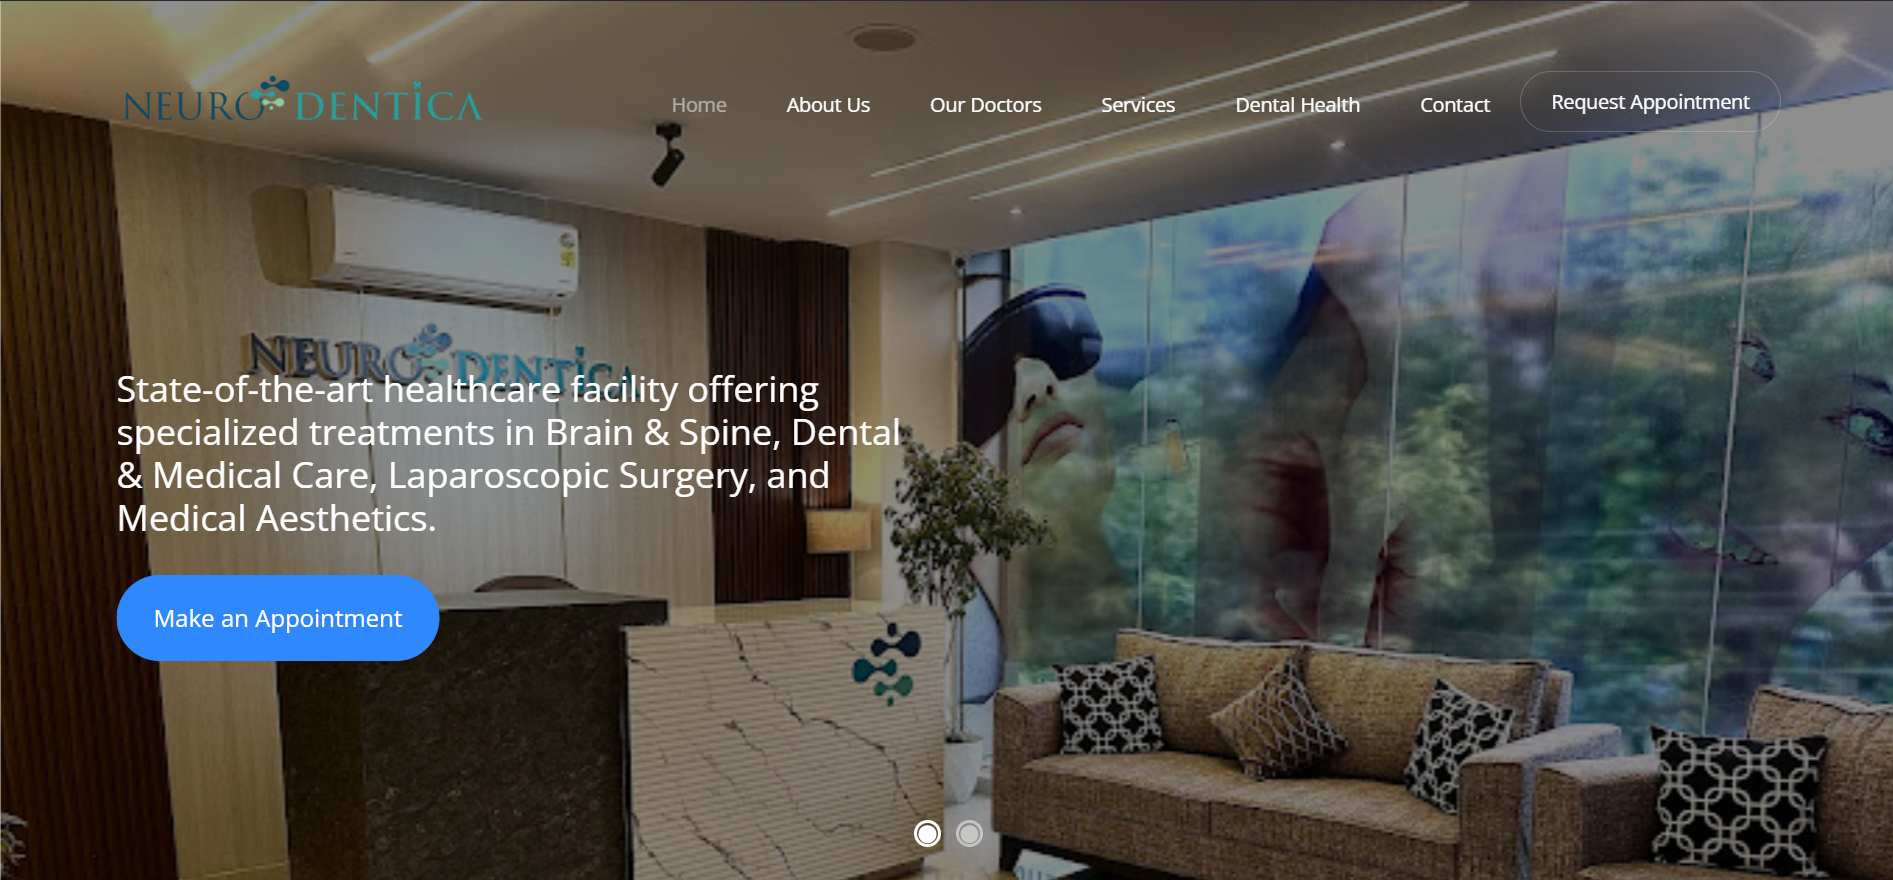 NEURO DENTICA
Home
About Us
Our Doctors
Services
Dental Health
Contact
Request Appointment
NEURO DENTICA
State-of-the-art healthcare facility offering
specialized treatments in Brain & Spine, Dental
& Medical Care, Laparoscopic Surgery, and
Medical Aesthetics.
Make an Appointment